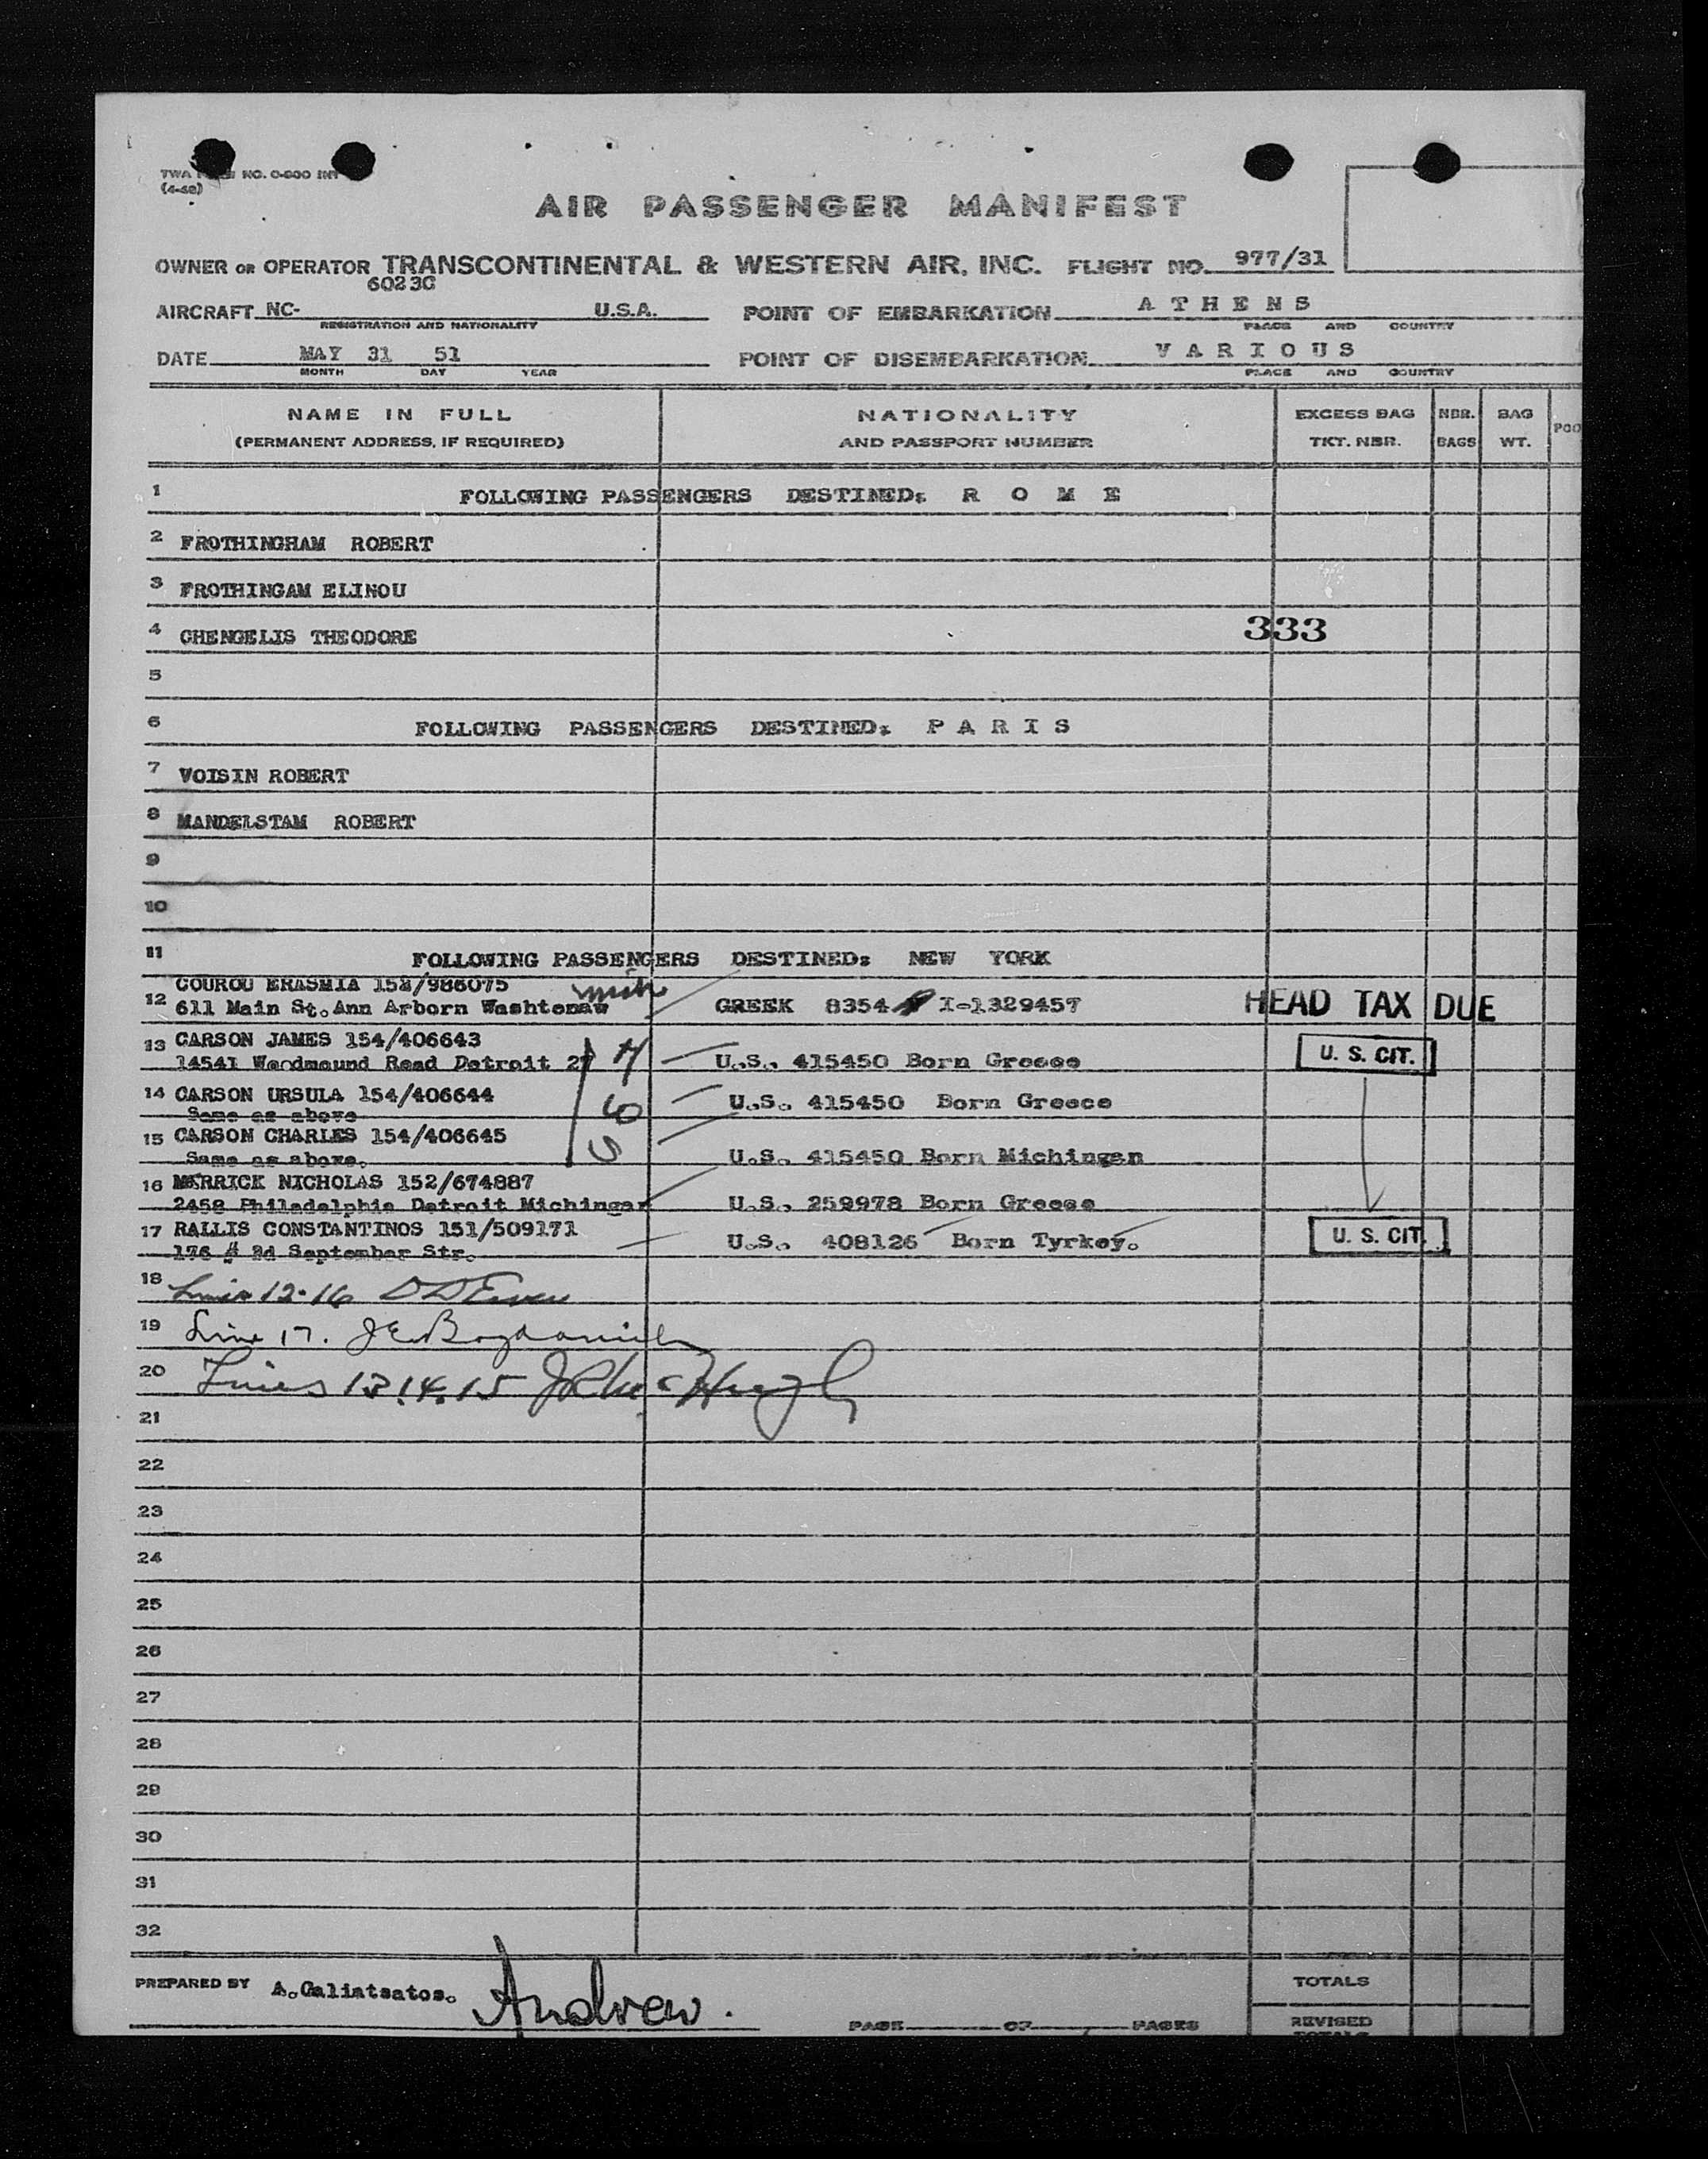 TWA NO. 0-800 INT
(4-48)
AIR PASSENGER MANIFEST
OWNER OR OPERATOR TRANSCONTINENTAL & WESTERN AIR, INC. FLIGHT NO. 977/31
6023C
AIRCRAFT NC- U.S.A. POINT OF EMBARKATION A T H E N S
REGISTRATION AND NATIONALITY PLACE AND COUNTRY
DATE MAY 31 51 POINT OF DISEMBARKATION V A R I O U S
MONTH DAY YEAR PLACE AND COUNTRY
NAME IN FULL NATIONALITY EXCESS BAG NBR. BAG
(PERMANENT ADDRESS, IF REQUIRED) AND PASSPORT NUMBER TKT. NBR. BAGS WT. POO
1 FOLLOWING PASSENGERS DESTINED: R O M E
2 FROTHINGHAM ROBERT
3 FROTHINGAM ELINOU
4 CHENGELIS THEODORE 333
5
6 FOLLOWING PASSENGERS DESTINED: P A R I S
7 VOISIN ROBERT
8 MANDELSTAM ROBERT
9
10
11 FOLLOWING PASSENGERS DESTINED: NEW YORK
12 COUROU ERASMIA 152/986075 mich
611 Main St. Ann Arborn Washtenaw GREEK 8354 I-1329457 HEAD TAX DUE
13 CARSON JAMES 154/406643
14541 Woodmound Road Detroit 27 H U.S. 415450 Born Greece U. S. CIT.
14 CARSON URSULA 154/406644
Same as above U.S. 415450 Born Greece
15 CARSON CHARLES 154/406645
Same as above. S U.S. 415450 Born Michingan
16 MERRICK NICHOLAS 152/674887
2458 Philadelphia Detroit Michingan U.S. 259978 Born Greece
17 RALLIS CONSTANTINOS 151/509171
176 A 3d September Str. U.S. 408126 Born Tyrkey. U. S. CIT.
18 Lines 12-16
19 Line 17.
20 Lines 13,14,15
21
22
23
24
25
26
27
28
29
30
31
32
PREPARED BY A. Galiatsatos. Andrew. TOTALS
PAGE OF PAGES REVISED
TOTALS